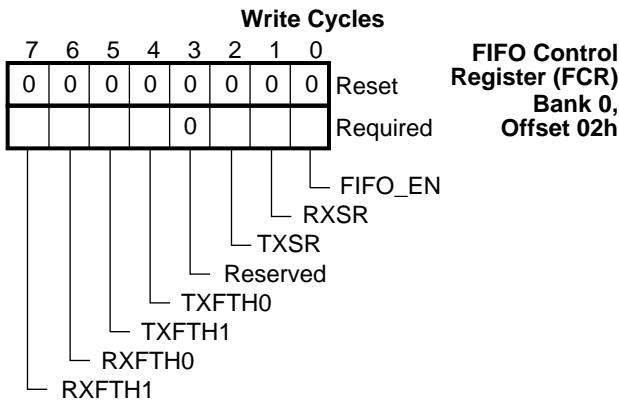 Write Cycles
7 6 5 4 3 2 1 0
FIFO Control
Register (FCR)
Bank 0,
Offset 02h
0 0 0 0 0 0 0 0 Reset
0 Required
FIFO_EN
RXSR
TXSR
Reserved
TXFTH0
TXFTH1
RXFTH0
RXFTH1